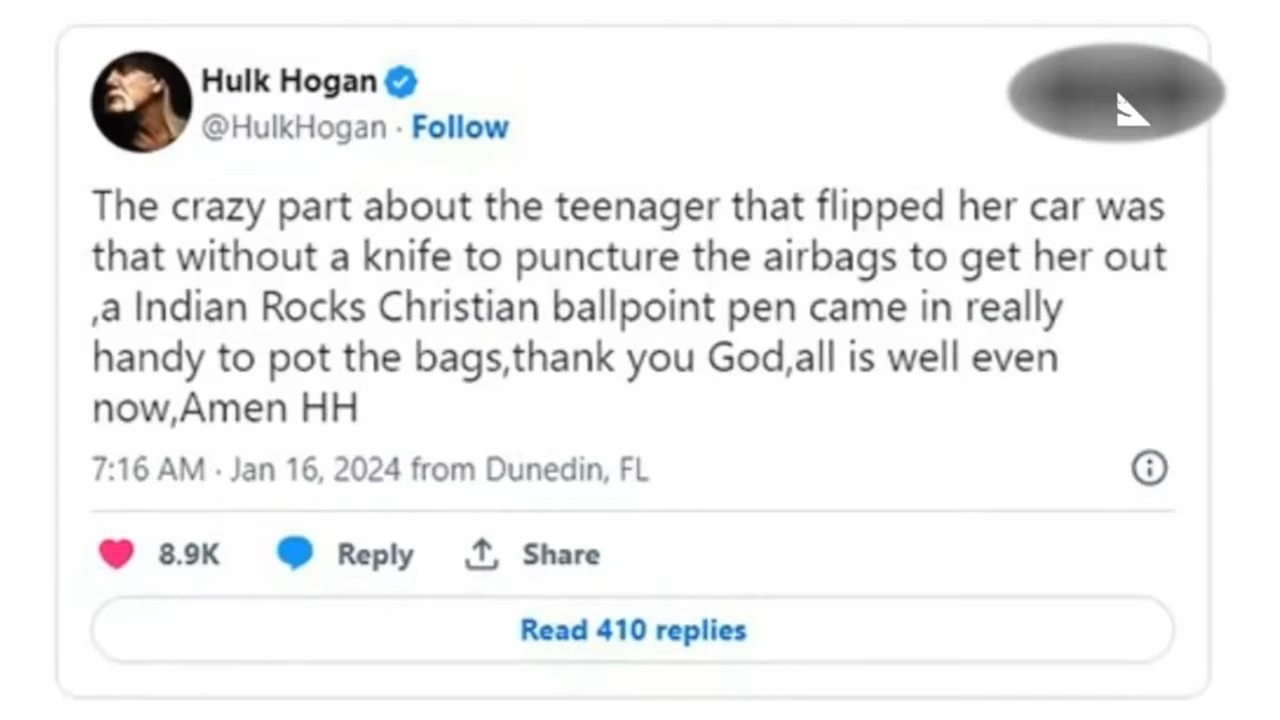 Hulk Hogan
@HulkHogan · Follow
The crazy part about the teenager that flipped her car was
that without a knife to puncture the airbags to get her out
,a Indian Rocks Christian ballpoint pen came in really
handy to pot the bags,thank you God,all is well even
now,Amen HH
7:16 AM · Jan 16, 2024 from Dunedin, FL
8.9K Reply Share
Read 410 replies